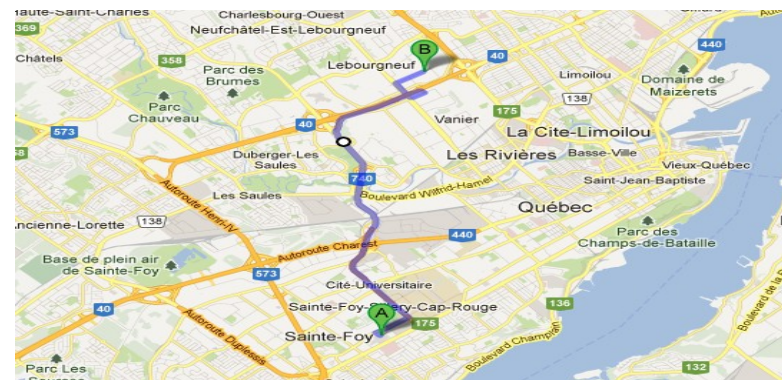 Haute-Saint-Charles
Charlesbourg-Ouest
Neufchâtel-Est-Lebourgneuf
369
B
440
40
Châtels
358
Lebourgneuf
Limoilou
Parc des
Brumes
Domaine de
Maizerets
138
Parc
Chauveau
175
573
40
Vanier
La Cite-Limoilou
Duberger-Les
Saules
Les Rivières
Basse-Ville
Vieux-Québec
740
Saint-Jean-Baptiste
Les Saules
Boulevard Wilfrid-Hamel
Autoroute Henri-IV
Québec
Ancienne-Lorette
138
Parc des
Champs-de-Bataille
440
Autoroute Charest
Base de plein air
de Sainte-Foy
573
Cité-Universitaire
Sainte-Foy-Sillery-Cap-Rouge
136
40
A
175
Sainte-Foy
Autoroute Duplessis
Boulevard Champlain
Boulevard de la
Parc Les
132